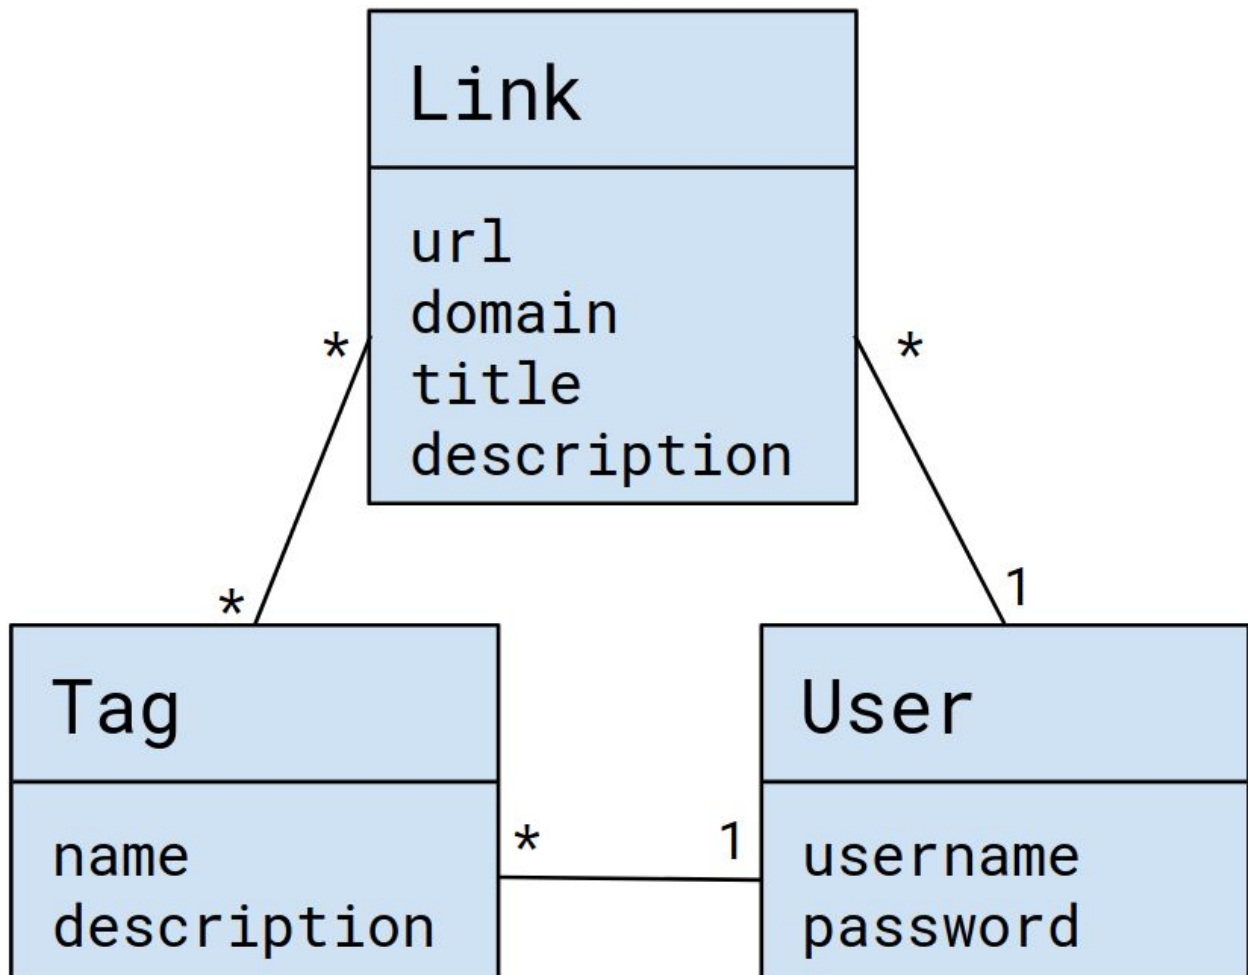 Link
url
domain
title
description
*
*
*
1
Tag
name
description
*
1
User
username
password